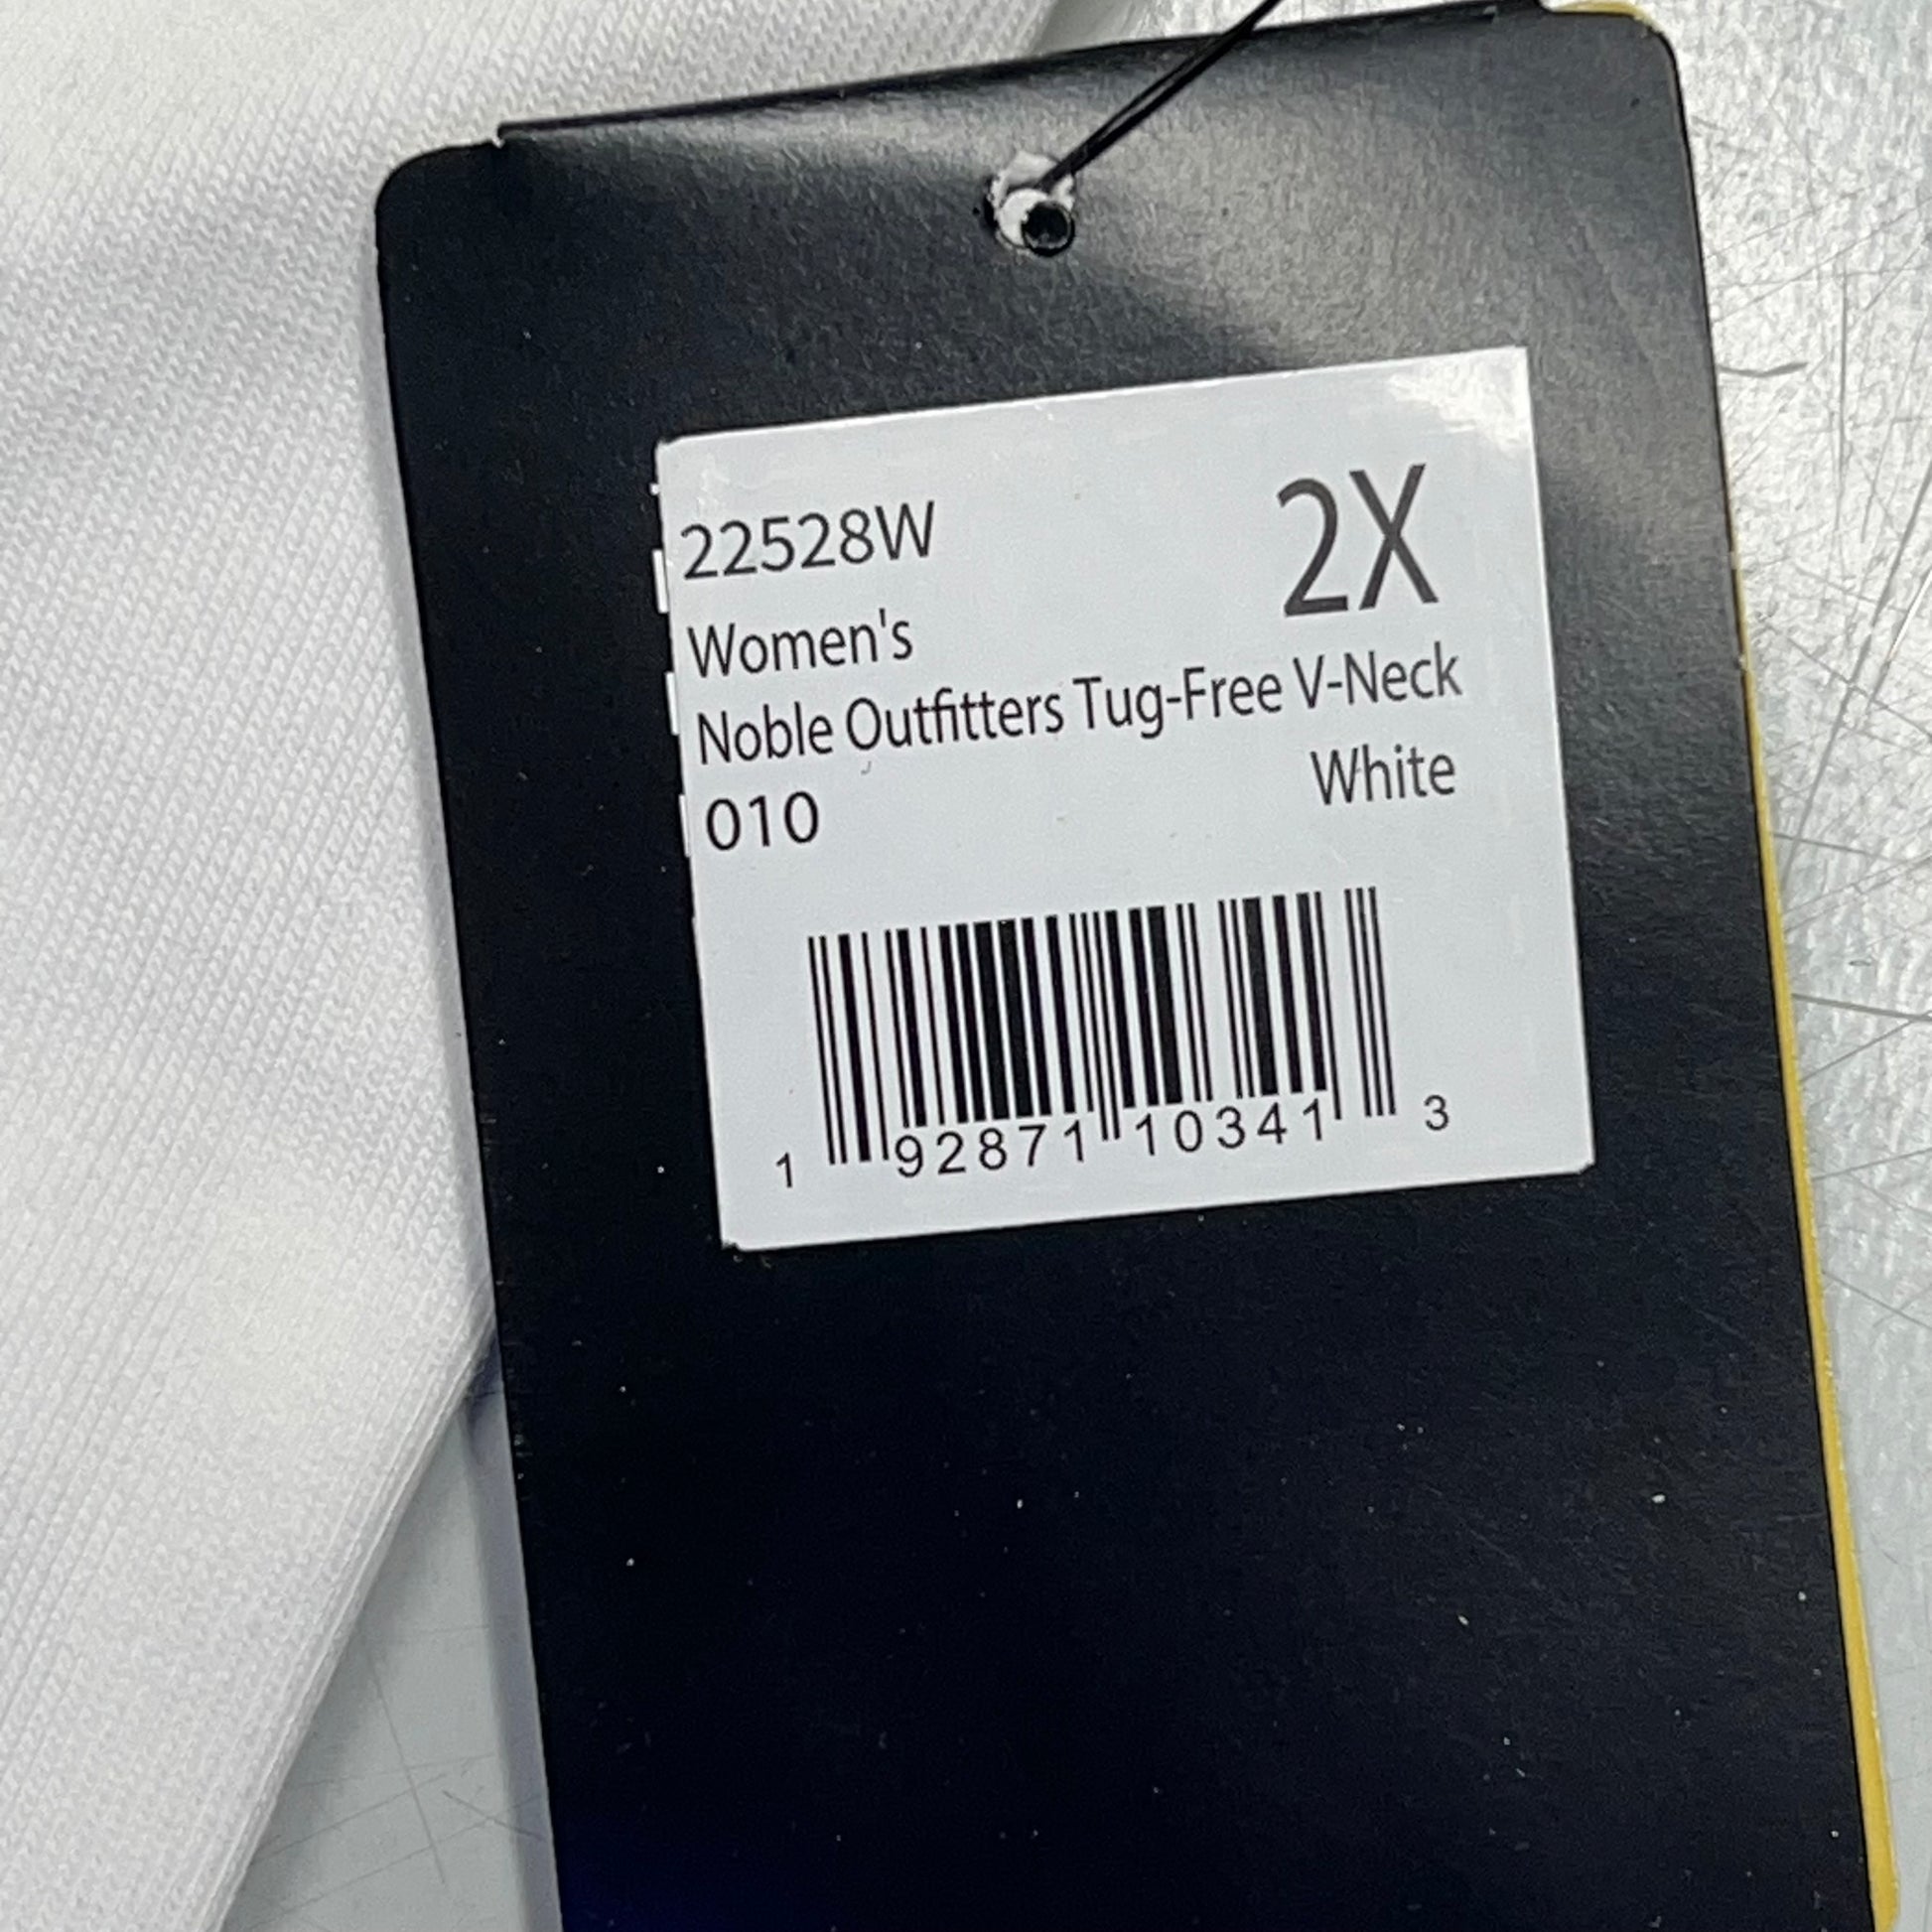 22528W 2X
Women's
Noble Outfitters Tug-Free V-Neck
010 White
1 92871 10341 3